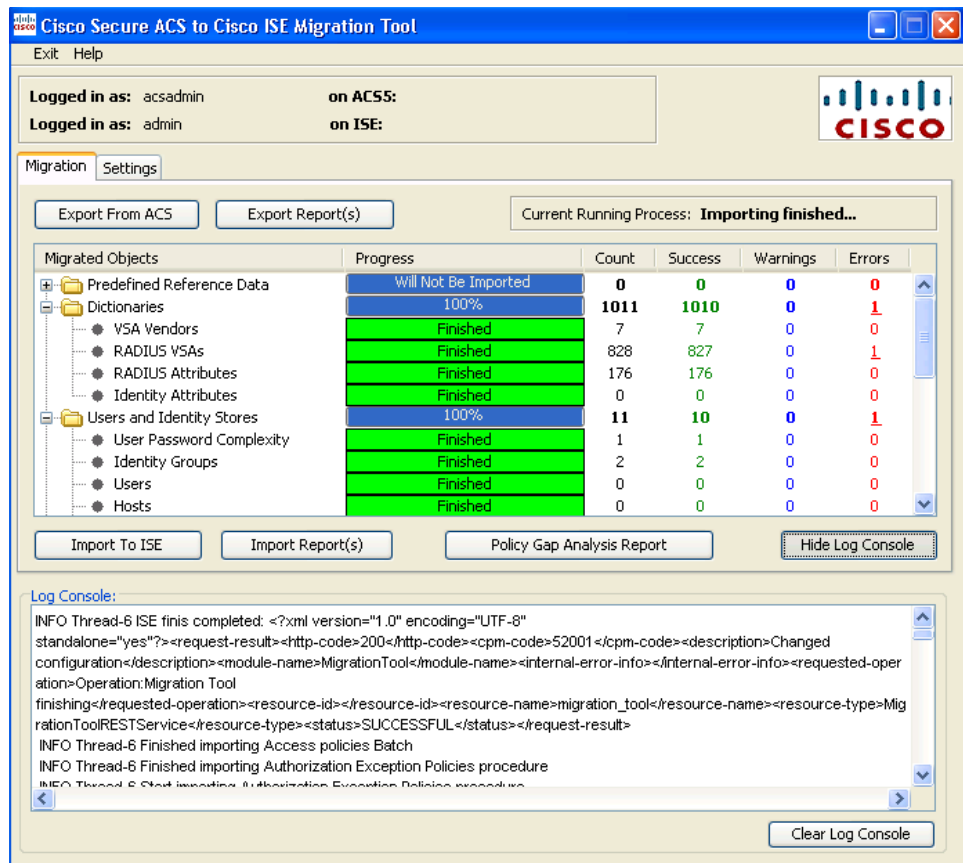 Cisco Secure ACS to Cisco ISE Migration Tool
Exit Help
Logged in as: acsadmin on ACS5:
Logged in as: admin on ISE:
CISCO
Migration Settings
Export From ACS Export Report(s) Current Running Process: Importing finished...
Migrated Objects Progress Count Success Warnings Errors
Predefined Reference Data Will Not Be Imported 0 0 0 0
Dictionaries 100% 1011 1010 0 1
VSA Vendors Finished 7 7 0 0
RADIUS VSAs Finished 828 827 0 1
RADIUS Attributes Finished 176 176 0 0
Identity Attributes Finished 0 0 0 0
Users and Identity Stores 100% 11 10 0 1
User Password Complexity Finished 1 1 0 0
Identity Groups Finished 2 2 0 0
Users Finished 0 0 0 0
Hosts Finished 0 0 0 0
Import To ISE Import Report(s) Policy Gap Analysis Report Hide Log Console
Log Console:
INFO Thread-6 ISE finis completed: <?xml version="1.0" encoding="UTF-8"
standalone="yes"?><request-result><http-code>200</http-code><cpm-code>52001</cpm-code><description>Changed
configuration</description><module-name>MigrationTool</module-name><internal-error-info></internal-error-info><requested-oper
ation>Operation:Migration Tool
finishing</requested-operation><resource-id></resource-id><resource-name>migration_tool</resource-name><resource-type>Mig
rationToolRESTService</resource-type><status>SUCCESSFUL</status></request-result>
INFO Thread-6 Finished importing Access policies Batch
INFO Thread-6 Finished importing Authorization Exception Policies procedure
INFO Thread-6 Start importing Authorization Exception Policies procedure
Clear Log Console